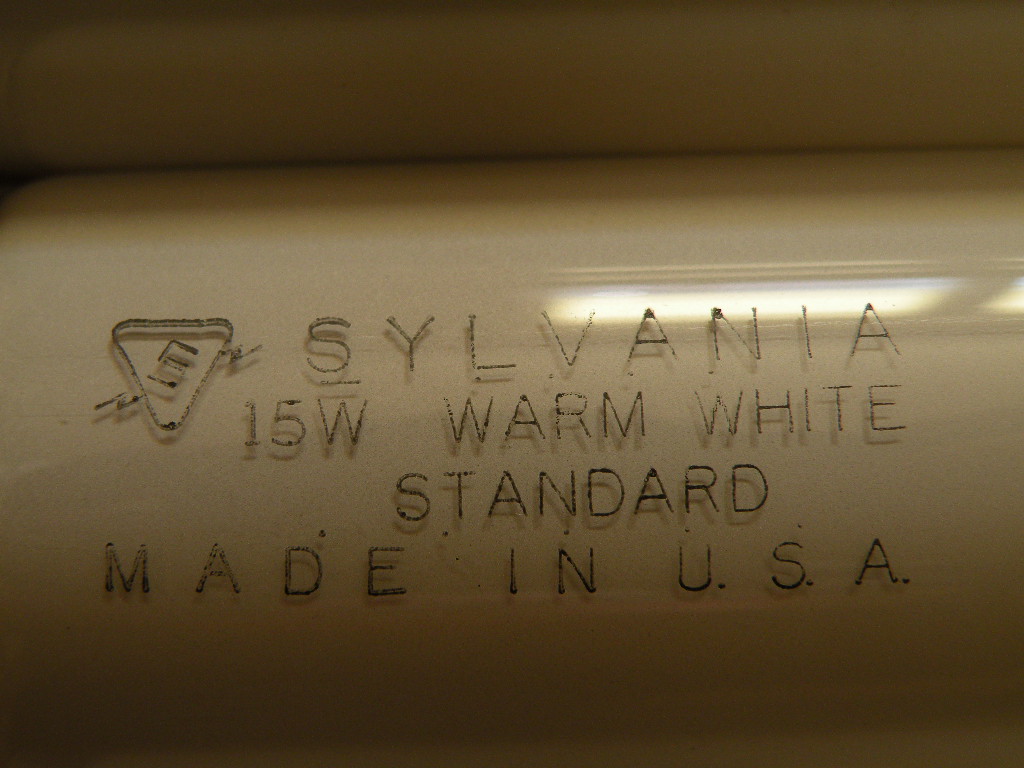 SYLVANIA
15W WARM WHITE
STANDARD
MADE IN U.S.A.